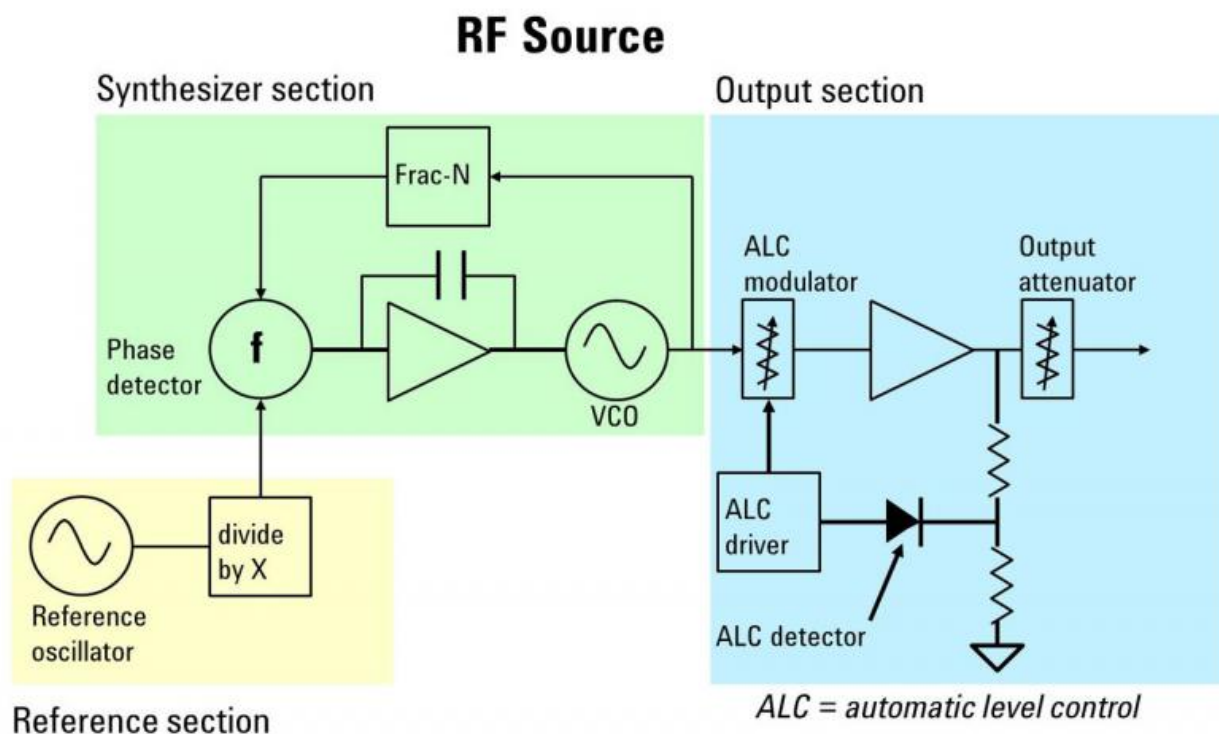 RF Source
Synthesizer section
Output section
Frac-N
ALC
modulator
Output
attenuator
Phase
detector
f
VCO
divide
by X
ALC
driver
Reference
oscillator
ALC detector
Reference section
ALC = automatic level control